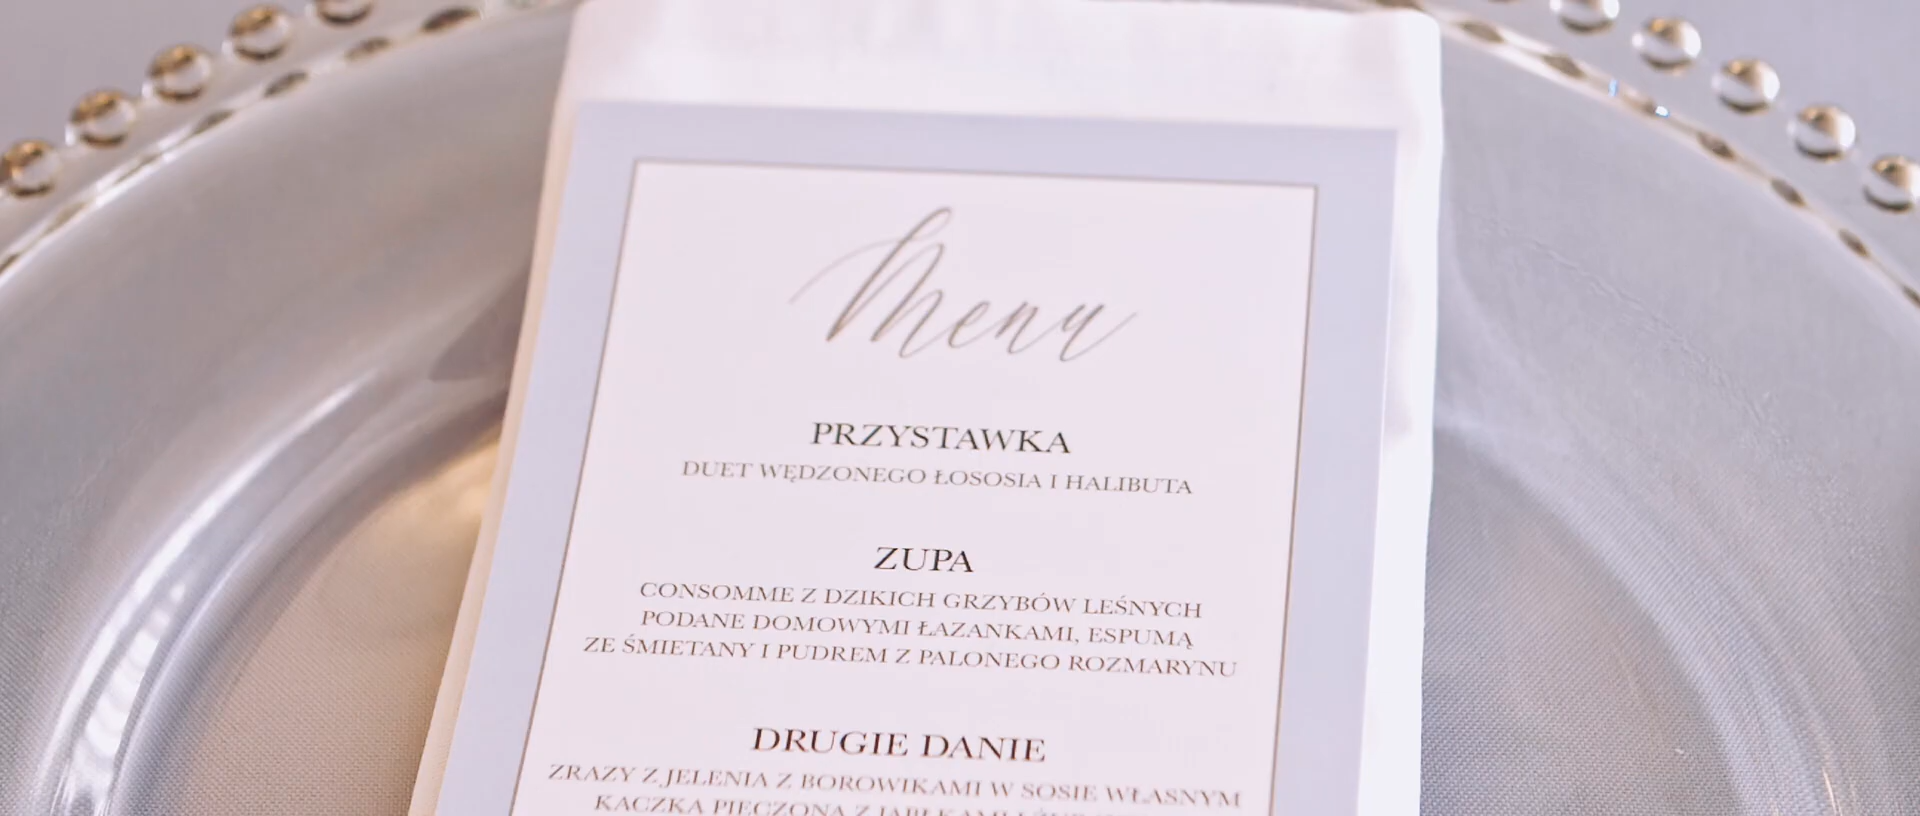 Menu
PRZYSTAWKA
DUET WĘDZONEGO ŁOSOSIA I HALIBUTA
ZUPA
CONSOMME Z DZIKICH GRZYBÓW LEŚNYCH
PODANE DOMOWYMI ŁAZANKAMI, ESPUMĄ
ZE ŚMIETANY I PUDREM Z PALONEGO ROZMARYNU
DRUGIE DANIE
ZRAZY Z JELENIA Z BOROWIKAMI W SOSIE WŁASNYM
KACZKA PIECZONA Z JABŁKAMI I